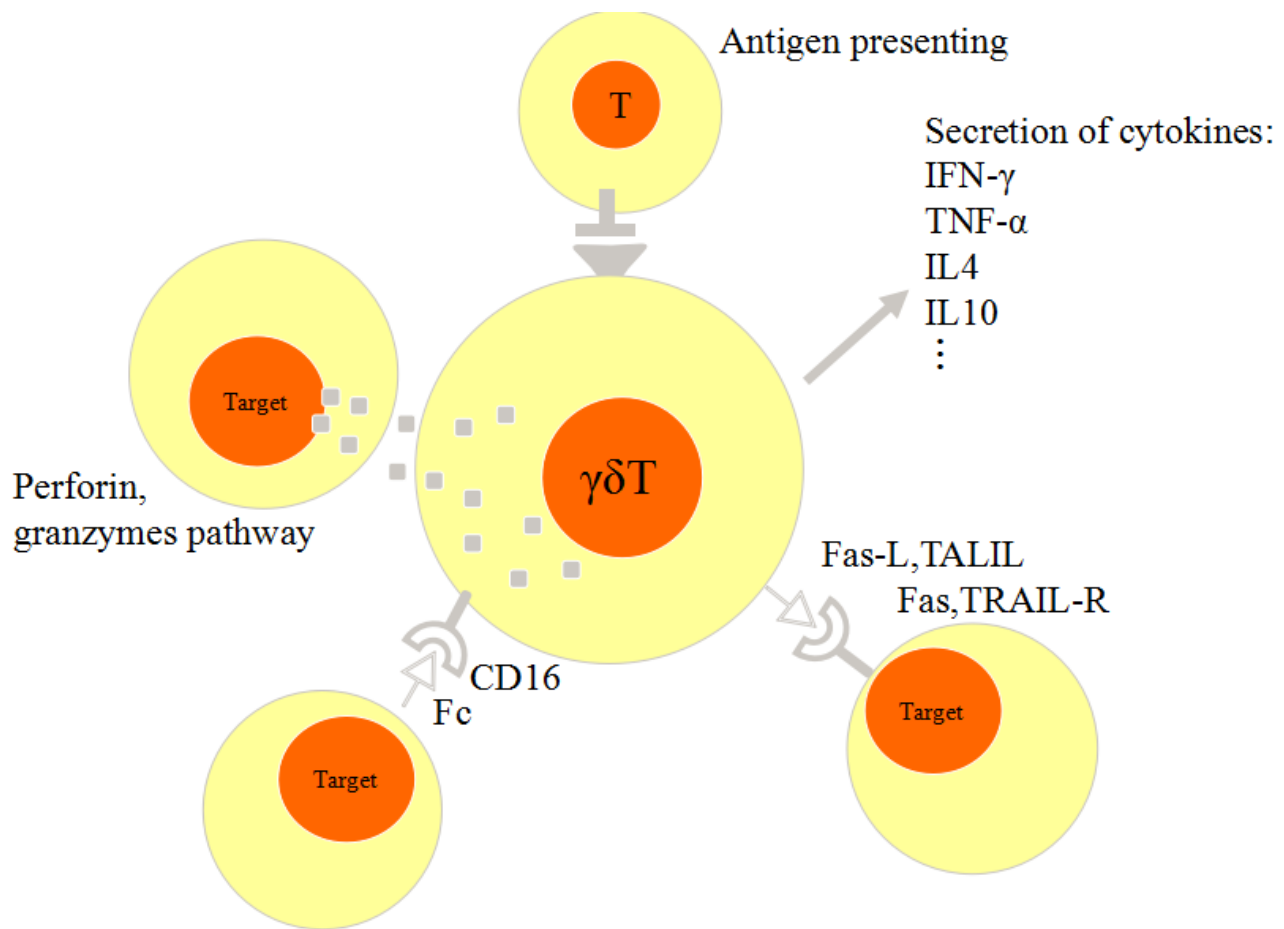 Antigen presenting
T
Secretion of cytokines:
IFN-γ
TNF-α
IL4
IL10
⋮
Target
γδT
Perforin,
granzymes pathway
Fas-L,TALIL
Fas,TRAIL-R
CD16
Fc
Target
Target